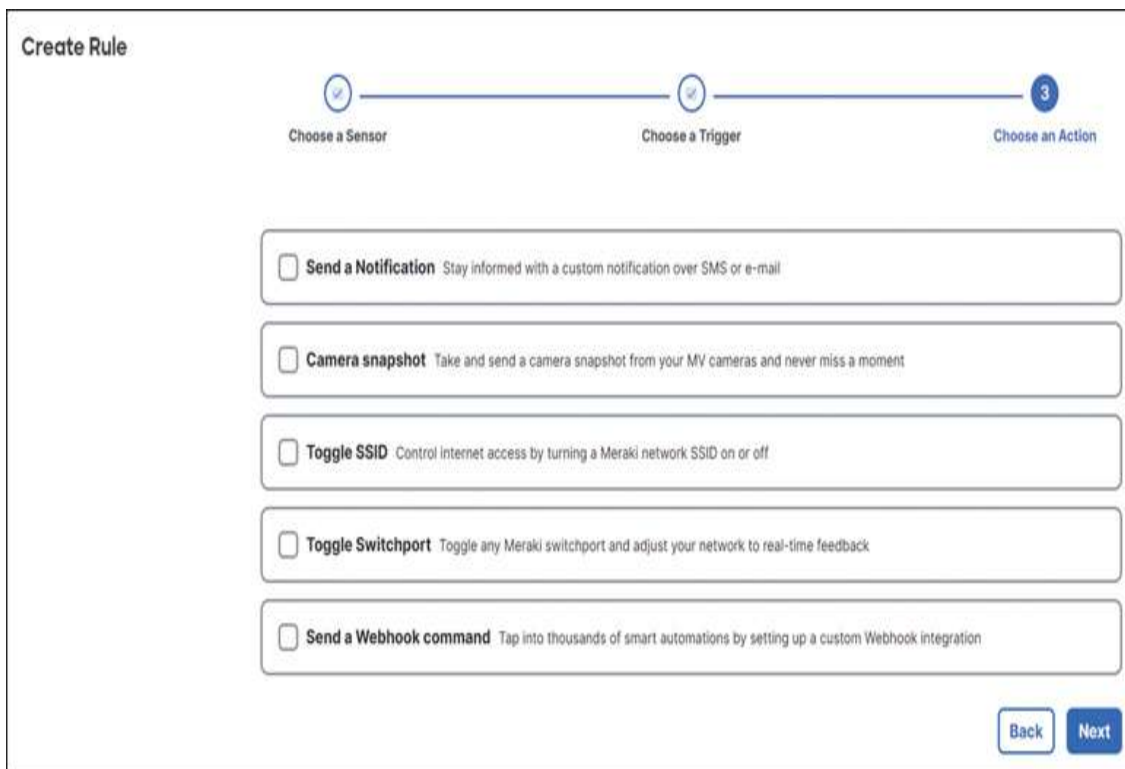 Create Rule
3
Choose a Sensor
Choose a Trigger
Choose an Action
Send a Notification Stay informed with a custom notification over SMS or e-mail
Camera snapshot Take and send a camera snapshot from your MV cameras and never miss a moment
Toggle SSID Control internet access by turning a Meraki network SSID on or off
Toggle Switchport Toggle any Meraki switchport and adjust your network to real-time feedback
Send a Webhook command Tap into thousands of smart automations by setting up a custom Webhook integration
Back
Next